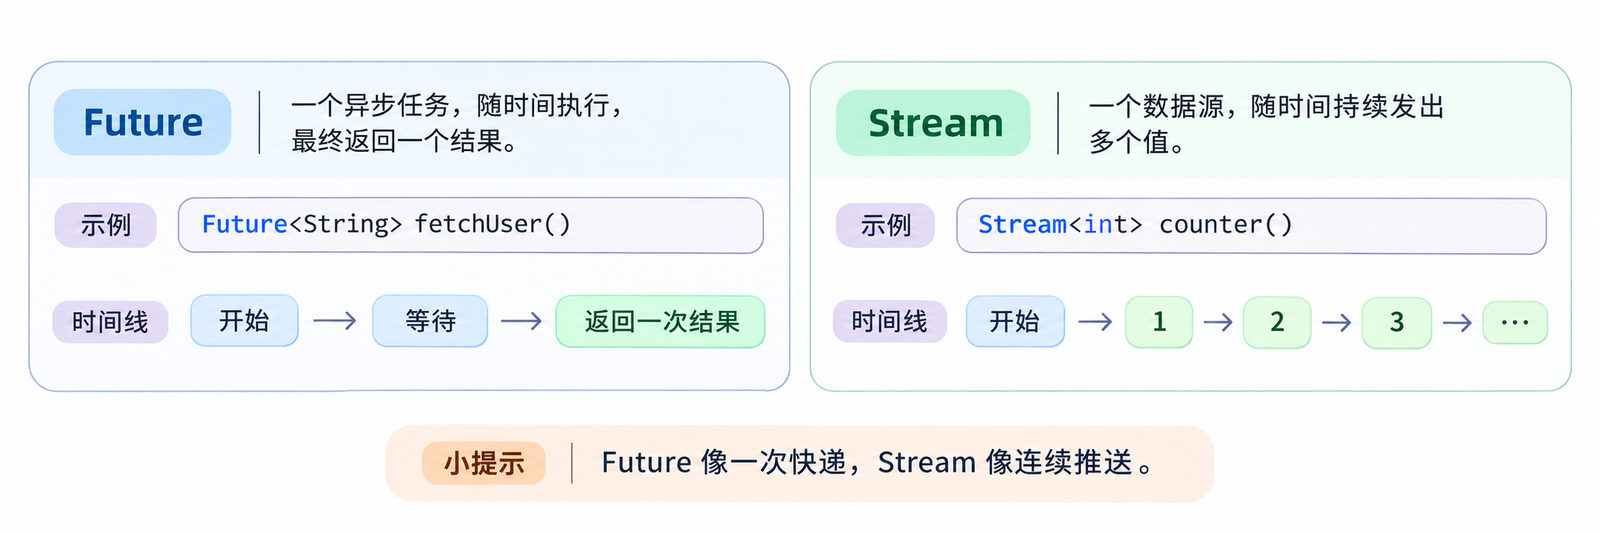 Future
一个异步任务，随时间执行，
最终返回一个结果。
示例
Future<String> fetchUser()
时间线
开始 → 等待 → 返回一次结果
Stream
一个数据源，随时间持续发出
多个值。
示例
Stream<int> counter()
时间线
开始 → 1 → 2 → 3 → ···
小提示
Future 像一次快递，Stream 像连续推送。